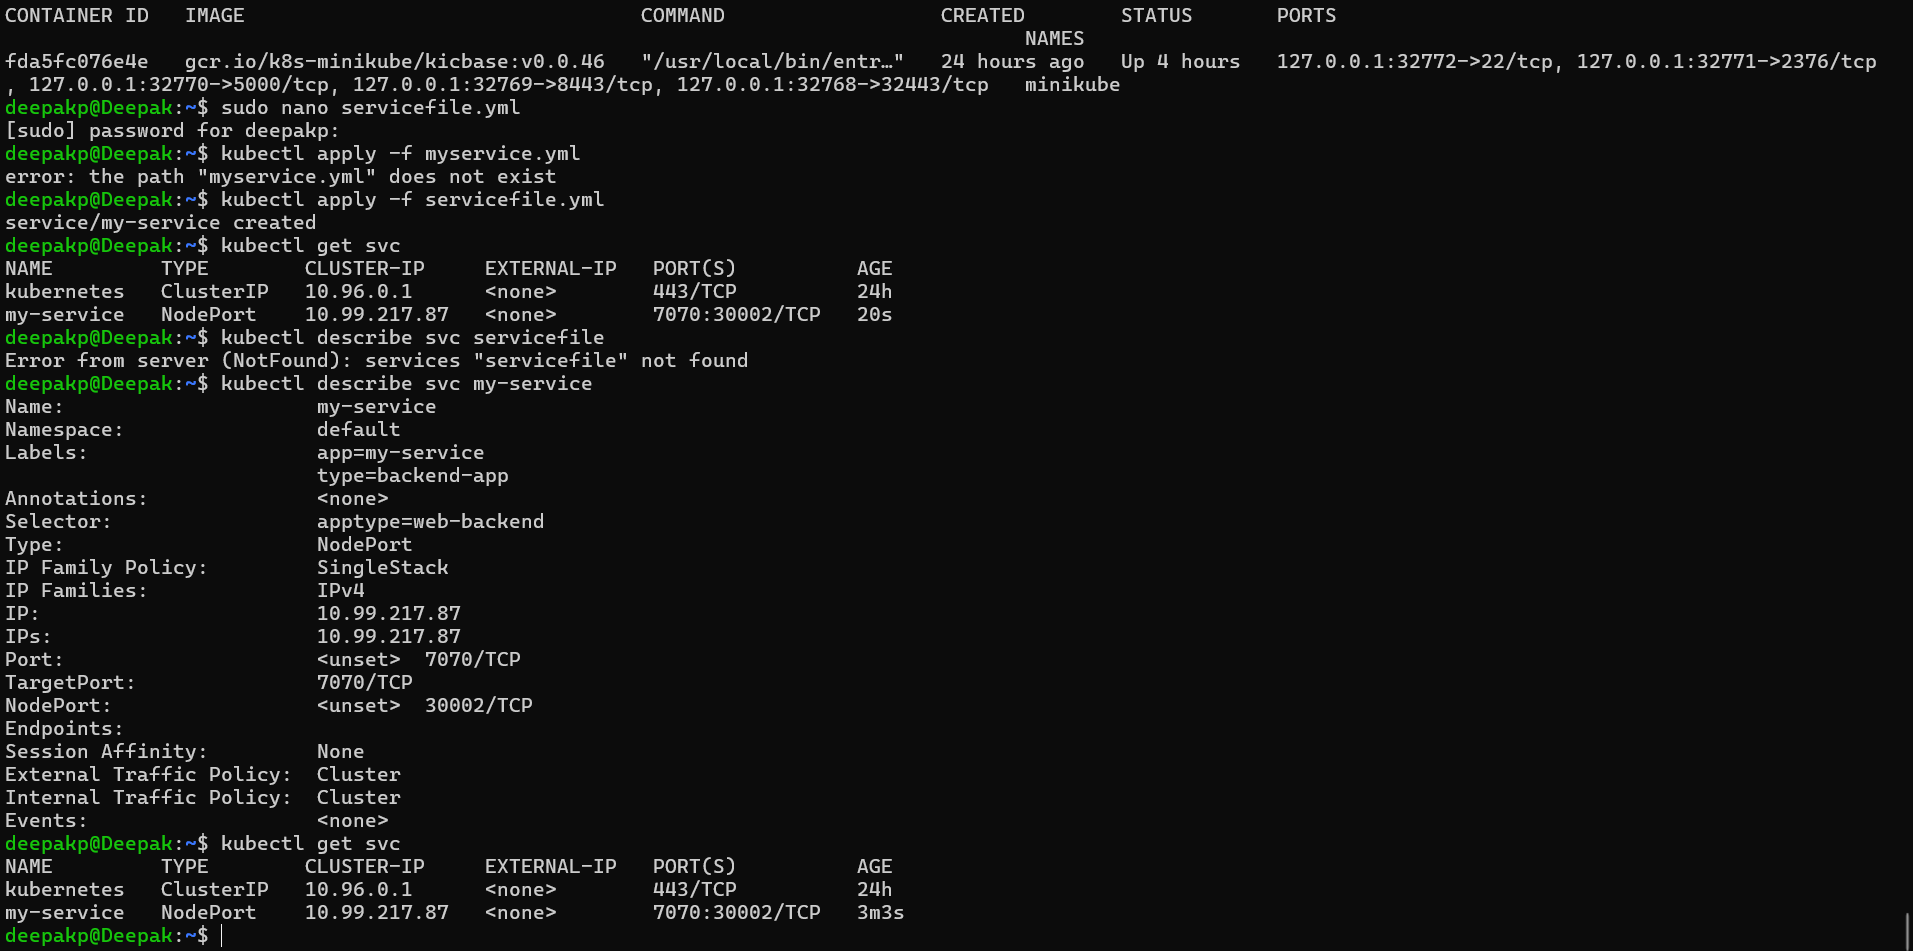 CONTAINER ID   IMAGE                                 COMMAND                  CREATED        STATUS       PORTS
                                                                                     NAMES
fda5fc076e4e   gcr.io/k8s-minikube/kicbase:v0.0.46   "/usr/local/bin/entr…"   24 hours ago   Up 4 hours   127.0.0.1:32772->22/tcp, 127.0.0.1:32771->2376/tcp
, 127.0.0.1:32770->5000/tcp, 127.0.0.1:32769->8443/tcp, 127.0.0.1:32768->32443/tcp   minikube
deepakp@Deepak:~$ sudo nano servicefile.yml
[sudo] password for deepakp:
deepakp@Deepak:~$ kubectl apply -f myservice.yml
error: the path "myservice.yml" does not exist
deepakp@Deepak:~$ kubectl apply -f servicefile.yml
service/my-service created
deepakp@Deepak:~$ kubectl get svc
NAME         TYPE        CLUSTER-IP     EXTERNAL-IP   PORT(S)          AGE
kubernetes   ClusterIP   10.96.0.1      <none>        443/TCP          24h
my-service   NodePort    10.99.217.87   <none>        7070:30002/TCP   20s
deepakp@Deepak:~$ kubectl describe svc servicefile
Error from server (NotFound): services "servicefile" not found
deepakp@Deepak:~$ kubectl describe svc my-service
Name:                     my-service
Namespace:                default
Labels:                   app=my-service
                          type=backend-app
Annotations:              <none>
Selector:                 apptype=web-backend
Type:                     NodePort
IP Family Policy:         SingleStack
IP Families:              IPv4
IP:                       10.99.217.87
IPs:                      10.99.217.87
Port:                     <unset>  7070/TCP
TargetPort:               7070/TCP
NodePort:                 <unset>  30002/TCP
Endpoints:
Session Affinity:         None
External Traffic Policy:  Cluster
Internal Traffic Policy:  Cluster
Events:                   <none>
deepakp@Deepak:~$ kubectl get svc
NAME         TYPE        CLUSTER-IP     EXTERNAL-IP   PORT(S)          AGE
kubernetes   ClusterIP   10.96.0.1      <none>        443/TCP          24h
my-service   NodePort    10.99.217.87   <none>        7070:30002/TCP   3m3s
deepakp@Deepak:~$